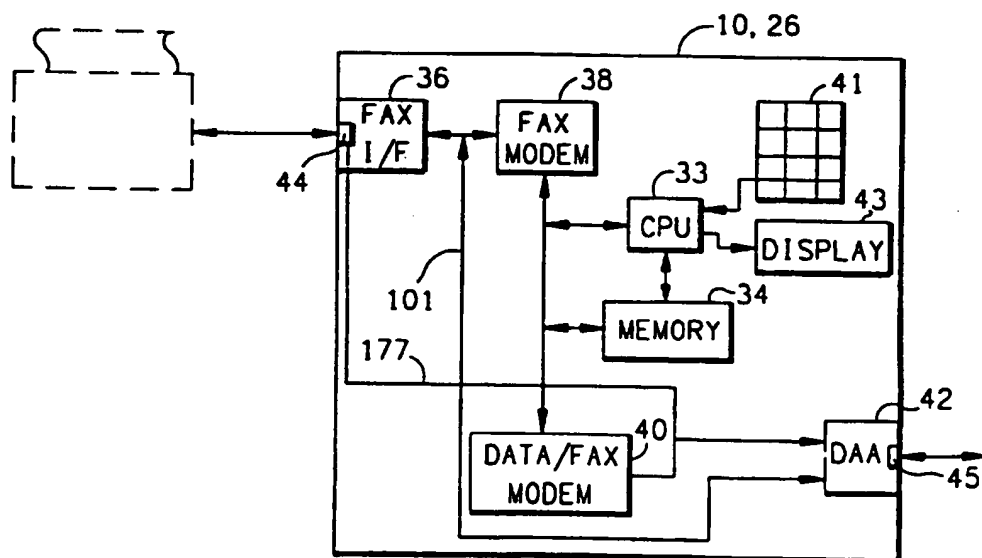 10, 26
36
38
41
FAX
I/F
FAX
MODEM
44
33
CPU
43
DISPLAY
101
34
MEMORY
177
42
40
DATA/FAX
MODEM
DAA
45